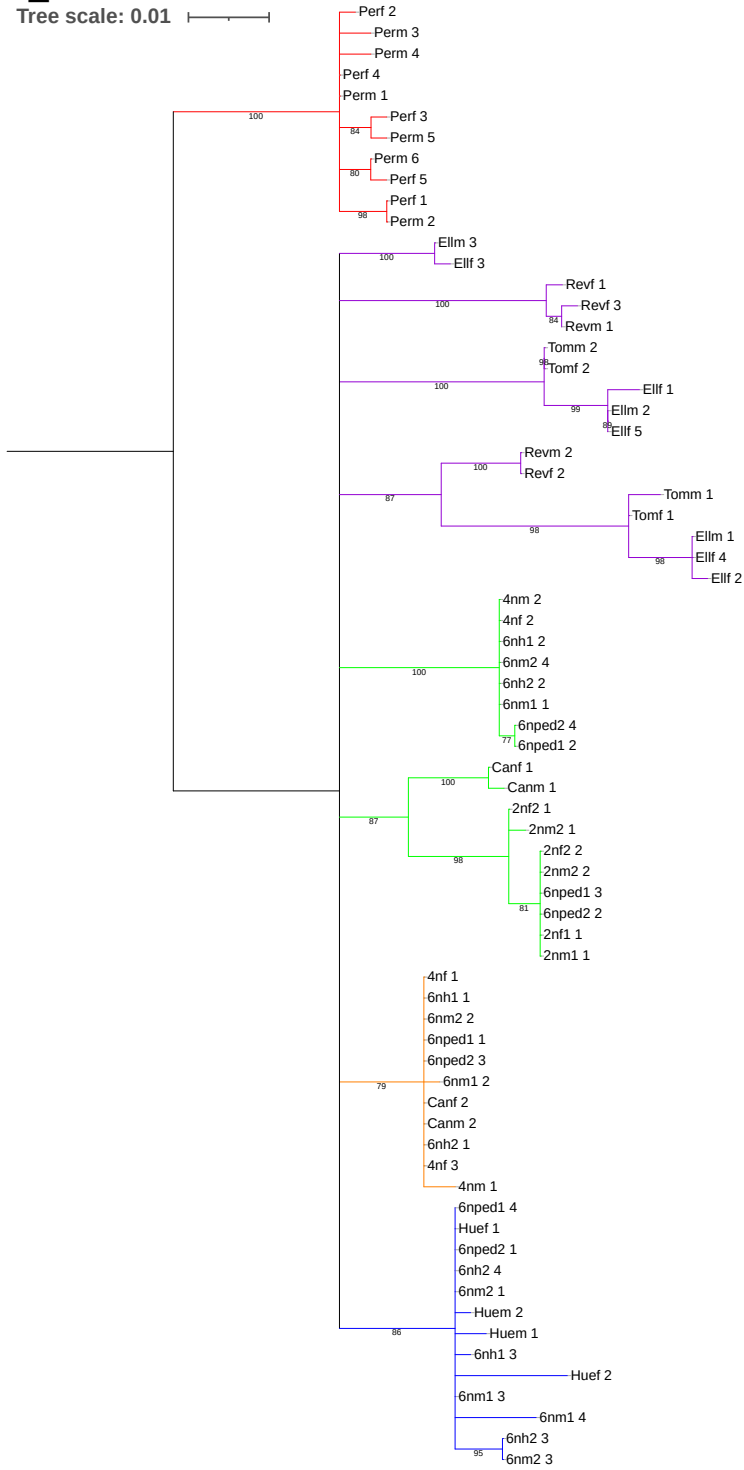 Tree scale: 0.01
Perf 2
Perm 3
Perm 4
Perf 4
Perm 1
100
Perf 3
84
Perm 5
Perm 6
80
Perf 5
Perf 1
98
Perm 2
Ellm 3
100
Ellf 3
Revf 1
100
Revf 3
84
Revm 1
Tomm 2
98
Tomf 2
100
Ellf 1
99
Ellm 2
89
Ellf 5
Revm 2
100
Revf 2
87
Tomm 1
Tomf 1
98
Ellm 1
98
Ellf 4
Ellf 2
4nm 2
4nf 2
6nh1 2
6nm2 4
100
6nh2 2
6nm1 1
6nped2 4
77
6nped1 2
Canf 1
100
Canm 1
2nf2 1
87
2nm2 1
2nf2 2
98
2nm2 2
6nped1 3
81
6nped2 2
2nf1 1
2nm1 1
4nf 1
6nh1 1
6nm2 2
6nped1 1
6nped2 3
79
6nm1 2
Canf 2
Canm 2
6nh2 1
4nf 3
4nm 1
6nped1 4
Huef 1
6nped2 1
6nh2 4
6nm2 1
Huem 2
86
Huem 1
6nh1 3
Huef 2
6nm1 3
6nm1 4
6nh2 3
95
6nm2 3